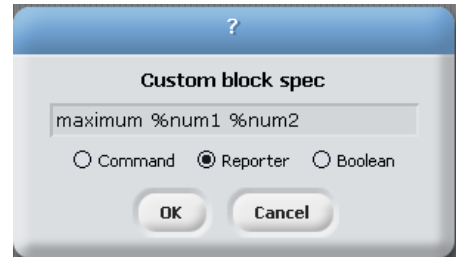 ?
Custom block spec
maximum %num1 %num2
Command Reporter Boolean
OK Cancel